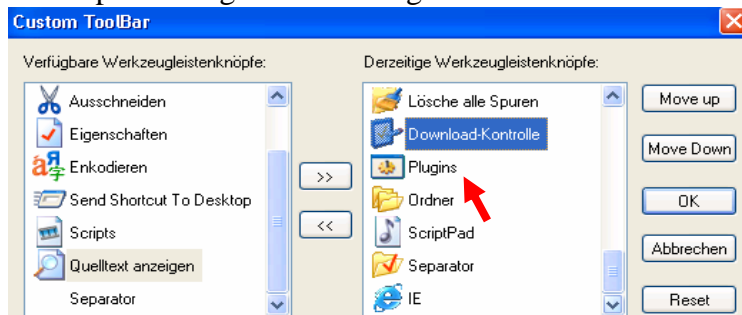 Custom ToolBar
Verfügbare Werkzeugleistenknöpfe:
Ausschneiden
Eigenschaften
Enkodieren
Send Shortcut To Desktop
Scripts
Quelltext anzeigen
Separator
>>
<<
Derzeitige Werkzeugleistenknöpfe:
Lösche alle Spuren
Download-Kontrolle
Plugins
Ordner
ScriptPad
Separator
IE
Move up
Move Down
OK
Abbrechen
Reset